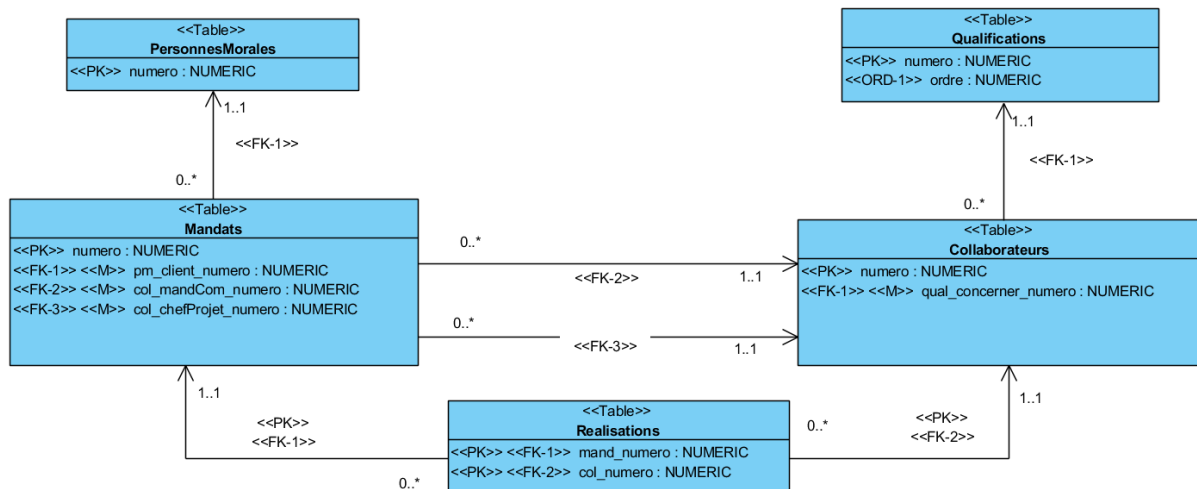 <<Table>>
PersonnesMorales
<<PK>> numero : NUMERIC
<<Table>>
Qualifications
<<PK>> numero : NUMERIC
<<ORD-1>> ordre : NUMERIC
1..1
<<FK-1>>
0..*
1..1
<<FK-1>>
0..*
<<Table>>
Mandats
<<PK>> numero : NUMERIC
<<FK-1>> <<M>> pm_client_numero : NUMERIC
<<FK-2>> <<M>> col_mandCom_numero : NUMERIC
<<FK-3>> <<M>> col_chefProjet_numero : NUMERIC
0..*
<<FK-2>>
1..1
0..*
<<FK-3>>
1..1
<<Table>>
Collaborateurs
<<PK>> numero : NUMERIC
<<FK-1>> <<M>> qual_concerner_numero : NUMERIC
1..1
<<PK>>
<<FK-1>>
0..*
<<Table>>
Realisations
<<PK>> <<FK-1>> mand_numero : NUMERIC
<<PK>> <<FK-2>> col_numero : NUMERIC
0..*
<<PK>>
<<FK-2>>
1..1